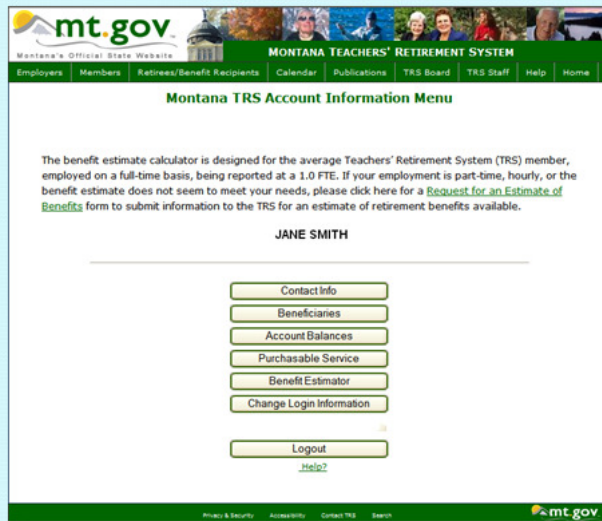 mt.gov
Montana's Official State Website
MONTANA TEACHERS' RETIREMENT SYSTEM
Employers Members Retirees/Benefit Recipients Calendar Publications TRS Board TRS Staff Help Home
Montana TRS Account Information Menu
The benefit estimate calculator is designed for the average Teachers' Retirement System (TRS) member,
employed on a full-time basis, being reported at a 1.0 FTE. If your employment is part-time, hourly, or the
benefit estimate does not seem to meet your needs, please click here for a Request for an Estimate of
Benefits form to submit information to the TRS for an estimate of retirement benefits available.
JANE SMITH
Contact Info
Beneficiaries
Account Balances
Purchasable Service
Benefit Estimator
Change Login Information
Logout
Help?
Privacy & Security Accessibility Contact TRS Search
mt.gov